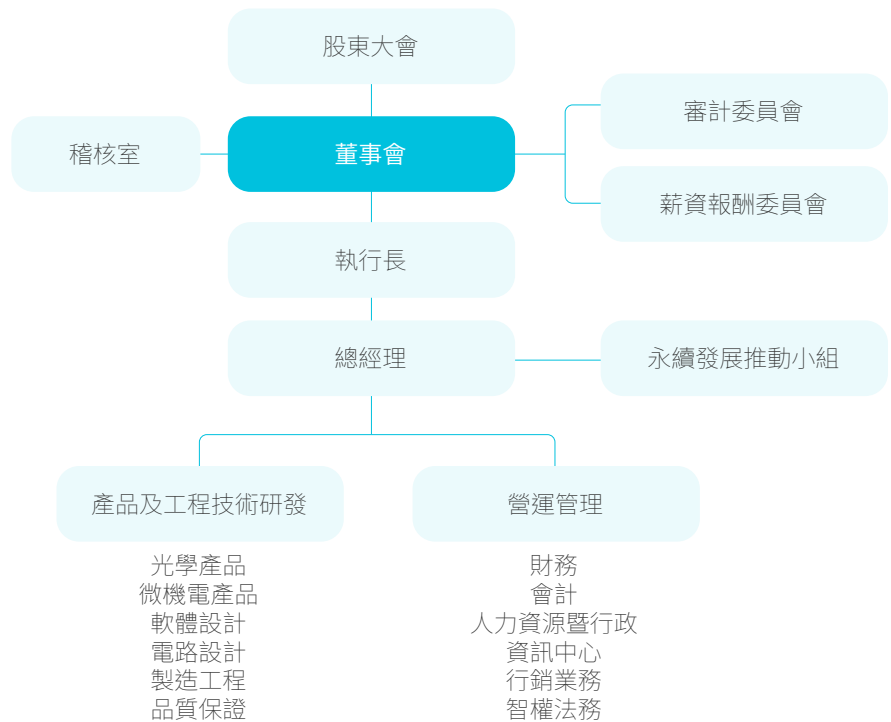 股東大會
審計委員會
稽核室
董事會
薪資報酬委員會
執行長
總經理
永續發展推動小組
產品及工程技術研發
光學產品
微機電產品
軟體設計
電路設計
製造工程
品質保證
營運管理
財務
會計
人力資源暨行政
資訊中心
行銷業務
智權法務